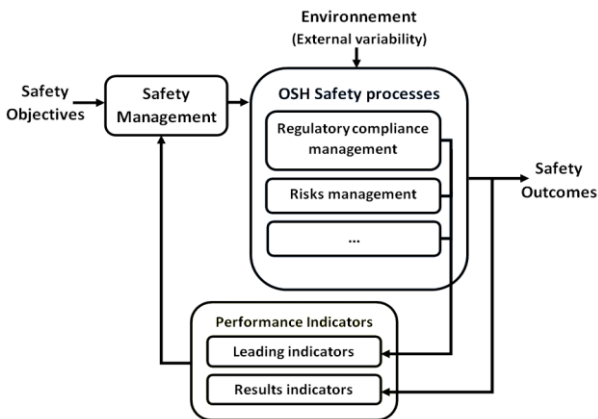 Environnement
(External variability)
Safety
Objectives
Safety
Management
OSH Safety processes
Regulatory compliance
management
Risks management
...
Safety
Outcomes
Performance Indicators
Leading indicators
Results indicators